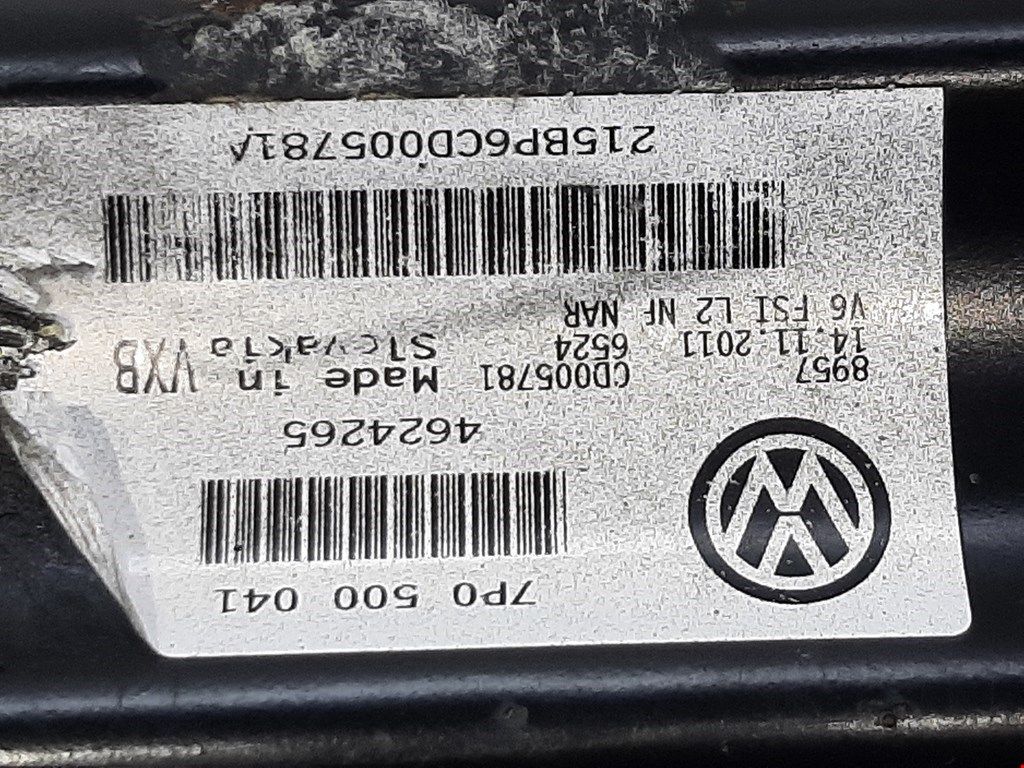 7P0 500 041
4624265
8957 CD005781 Made in VXB
14.11.2011 6524 Slovakia
V6 FSI L2 NF NAR
215BP6CD005781A